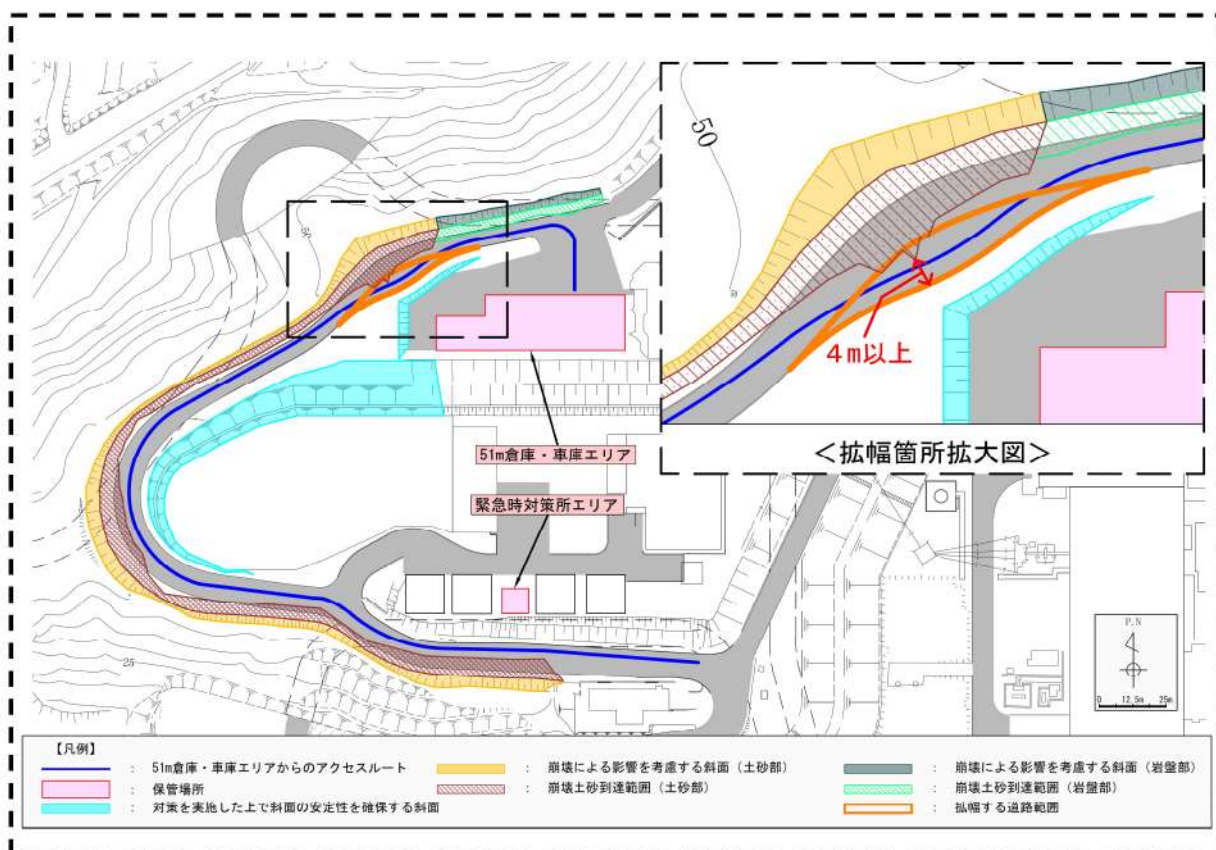 50
50
4m以上
<拡幅箇所拡大図>
51m倉庫・車庫エリア
緊急時対策所エリア
25
P.N
0 12.5m 25m
【凡例】
: 51m倉庫・車庫エリアからのアクセスルート
: 保管場所
: 対策を実施した上で斜面の安定性を確保する斜面
: 崩壊による影響を考慮する斜面(土砂部)
: 崩壊土砂到達範囲(土砂部)
: 崩壊による影響を考慮する斜面(岩盤部)
: 崩壊土砂到達範囲(岩盤部)
: 拡幅する道路範囲